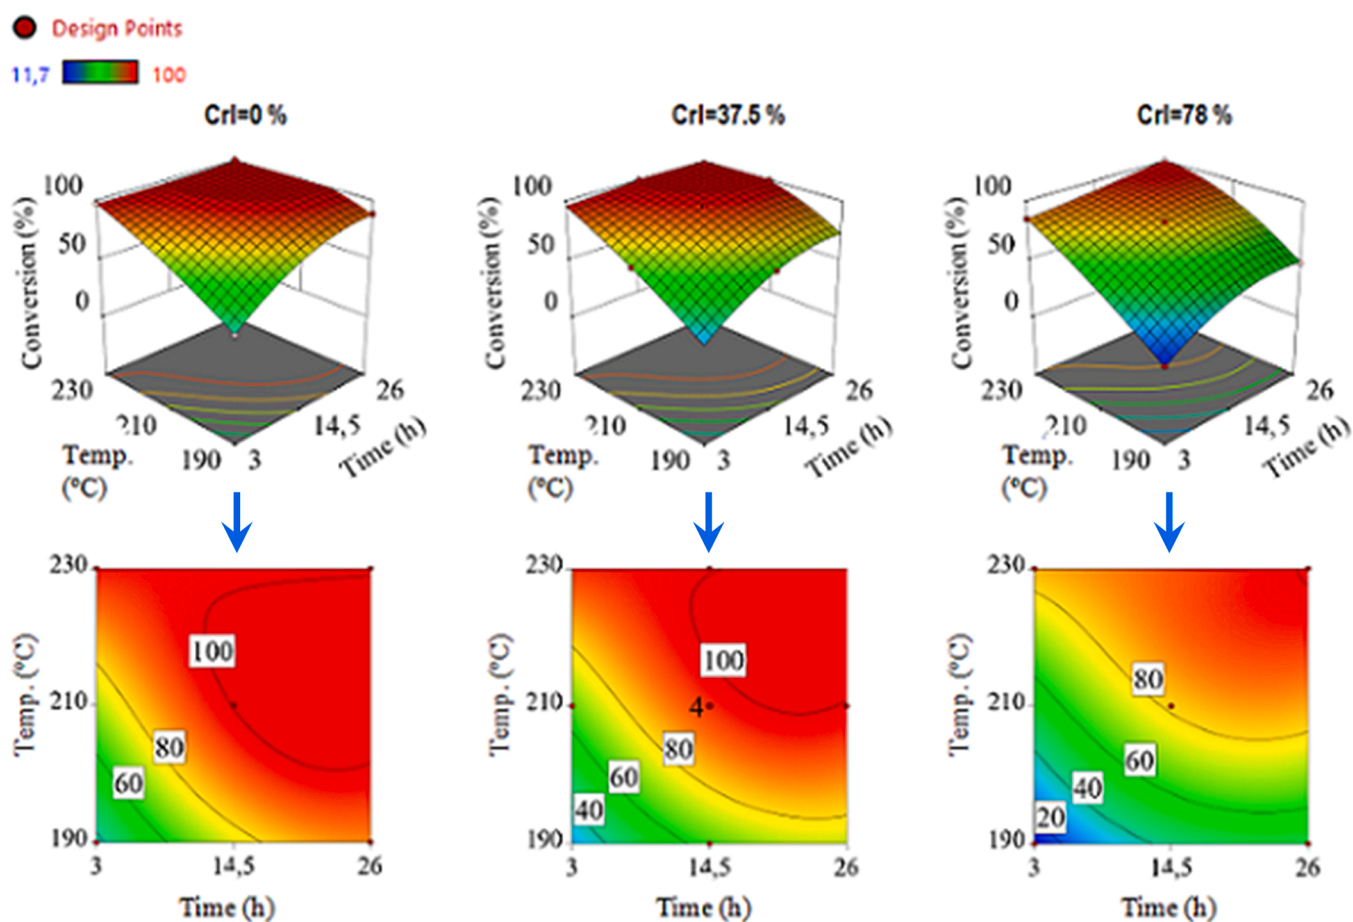 Design Points
11,7 100
CrI=0 % CrI=37.5 % CrI=78 %
Conversion (%) 100 50 0
230 210 190 3 14,5 26
Temp. (°C) Time (h)
Conversion (%) 100 50 0
230 210 190 3 14,5 26
Temp. (°C) Time (h)
Conversion (%) 100 50 0
230 210 190 3 14,5 26
Temp. (°C) Time (h)
Temp. (°C) 230 210 190
100
80
60
3 14,5 26
Time (h)
Temp. (°C) 230 210 190
100
4
80
60
40
3 14,5 26
Time (h)
Temp. (°C) 230 210 190
80
60
40
20
3 14,5 26
Time (h)